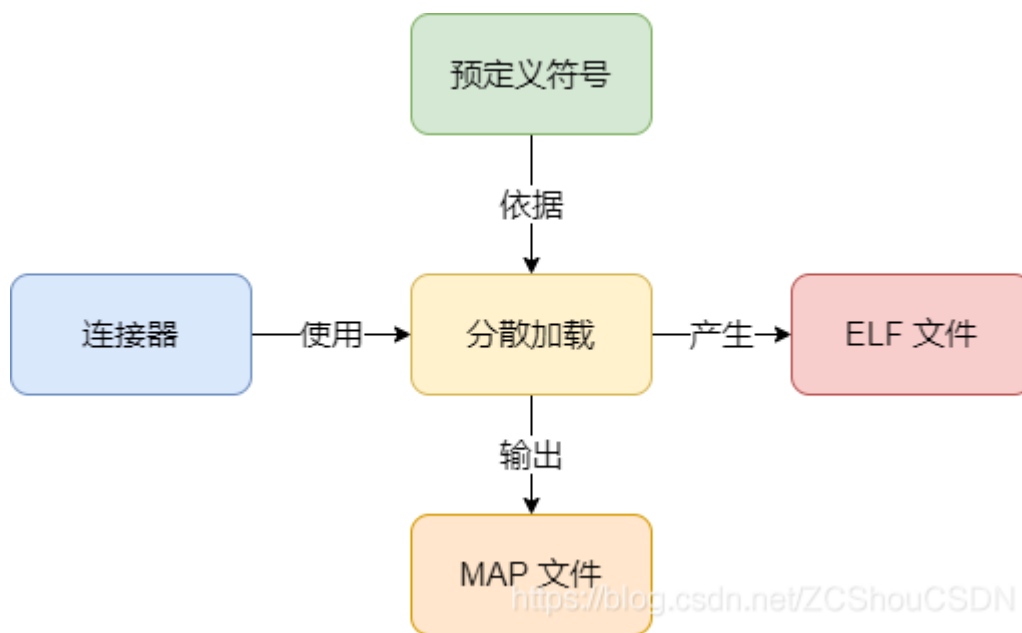 预定义符号
依据
连接器
使用
分散加载
产生
ELF 文件
输出
MAP 文件
https://blog.csdn.net/ZCShouCSDN